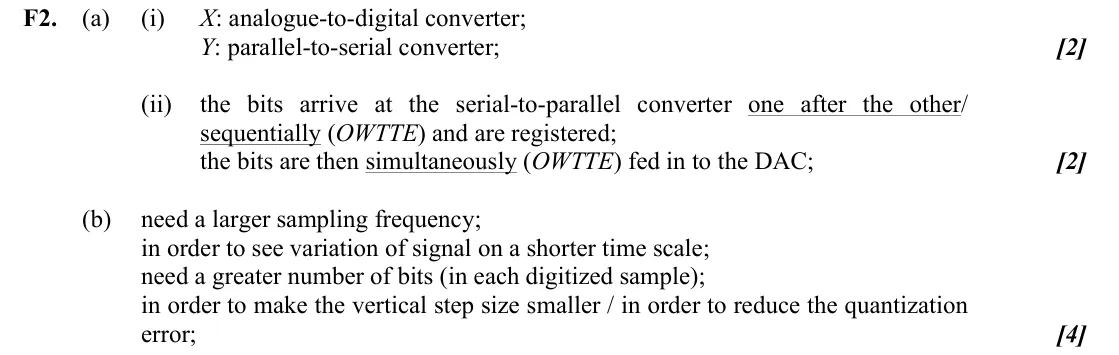 F2. (a) (i) X: analogue-to-digital converter;
Y: parallel-to-serial converter; [2]
(ii) the bits arrive at the serial-to-parallel converter one after the other/
sequentially (OWTTE) and are registered;
the bits are then simultaneously (OWTTE) fed in to the DAC; [2]
(b) need a larger sampling frequency;
in order to see variation of signal on a shorter time scale;
need a greater number of bits (in each digitized sample);
in order to make the vertical step size smaller / in order to reduce the quantization
error; [4]